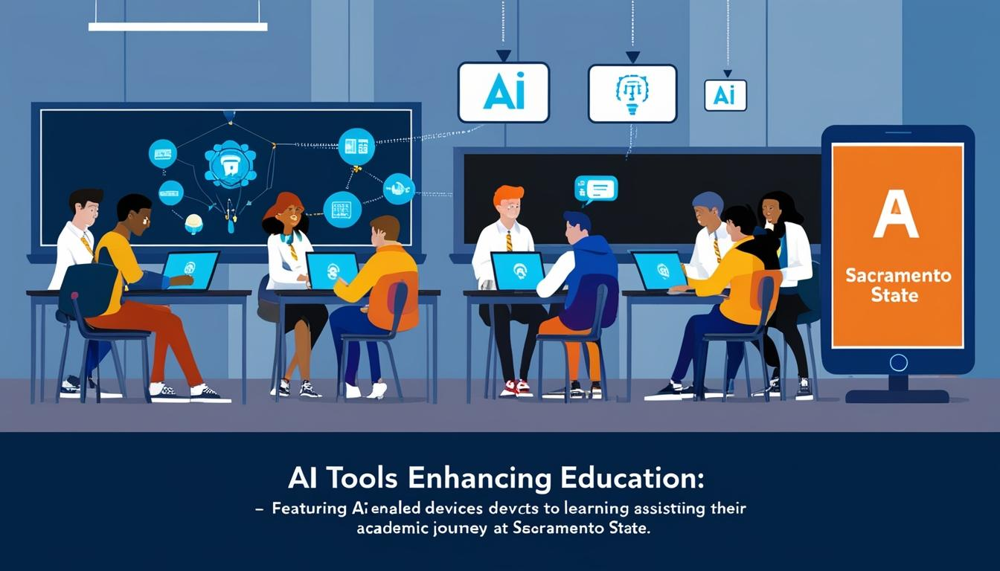 Ai
Ai
A
Sacramento
State
AI Tools Enhancing Education:
– Featuring Ai enaled devices devcts to learning assisting their
academic journey at Sacramento State.